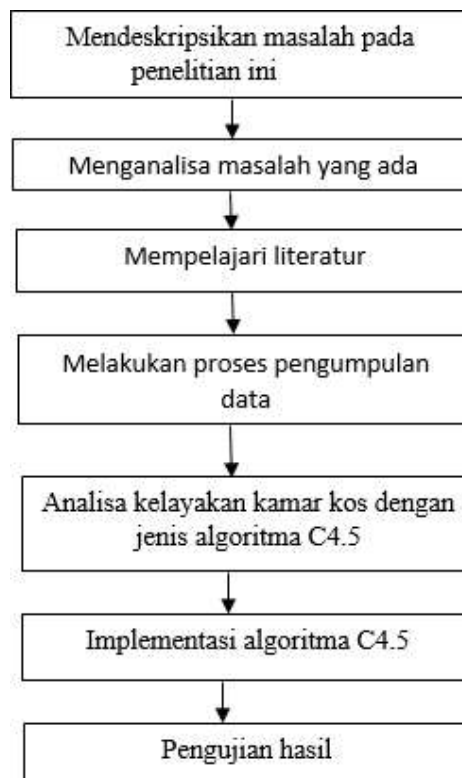 Mendeskripsikan masalah pada
penelitian ini
Menganalisa masalah yang ada
Mempelajari literatur
Melakukan proses pengumpulan
data
Analisa kelayakan kamar kos dengan
jenis algoritma C4.5
Implementasi algoritma C4.5
Pengujian hasil